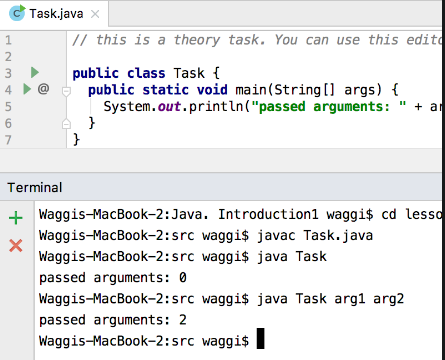 Task.java
1 // this is a theory task. You can use this edito
2
3 public class Task {
4 @ public static void main(String[] args) {
5 System.out.println("passed arguments: " + ar
6 }
7 }
Terminal
Waggis-MacBook-2:Java. Introduction1 waggi$ cd lesso
Waggis-MacBook-2:src waggi$ javac Task.java
Waggis-MacBook-2:src waggi$ java Task
passed arguments: 0
Waggis-MacBook-2:src waggi$ java Task arg1 arg2
passed arguments: 2
Waggis-MacBook-2:src waggi$